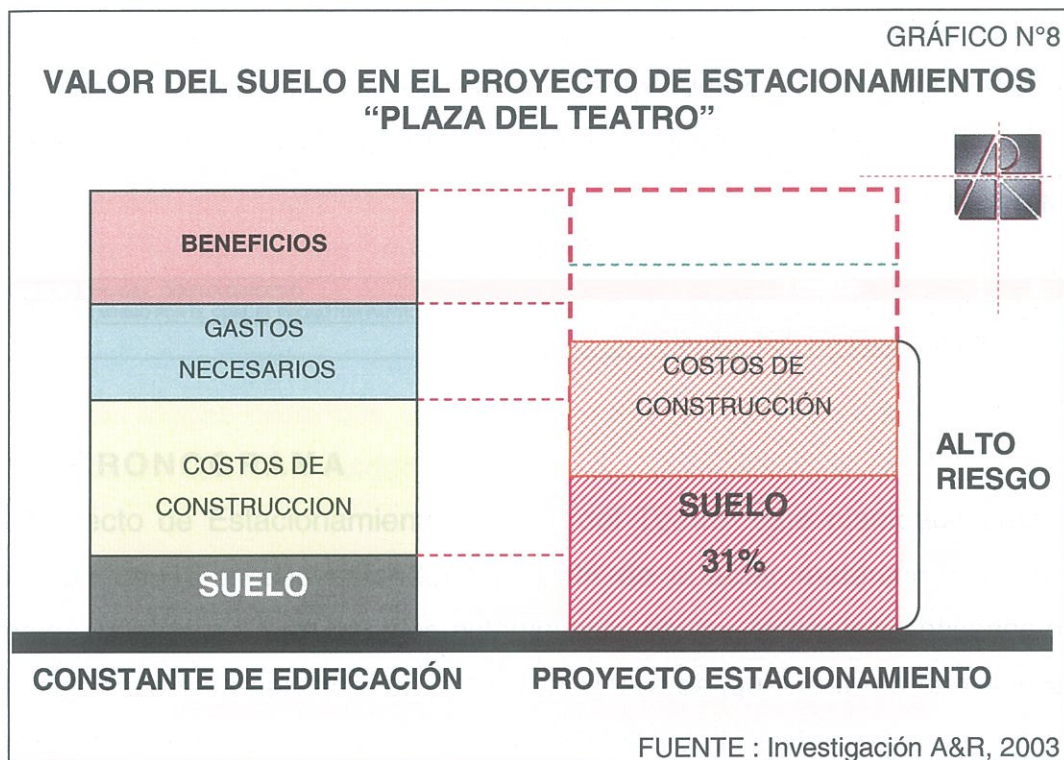 GRÁFICO N°8
VALOR DEL SUELO EN EL PROYECTO DE ESTACIONAMIENTOS
“PLAZA DEL TEATRO”
BENEFICIOS
GASTOS
NECESARIOS
COSTOS DE
CONSTRUCCION
SUELO
COSTOS DE
CONSTRUCCIÓN
SUELO
31%
ALTO
RIESGO
CONSTANTE DE EDIFICACIÓN
PROYECTO ESTACIONAMIENTO
FUENTE : Investigación A&R, 2003